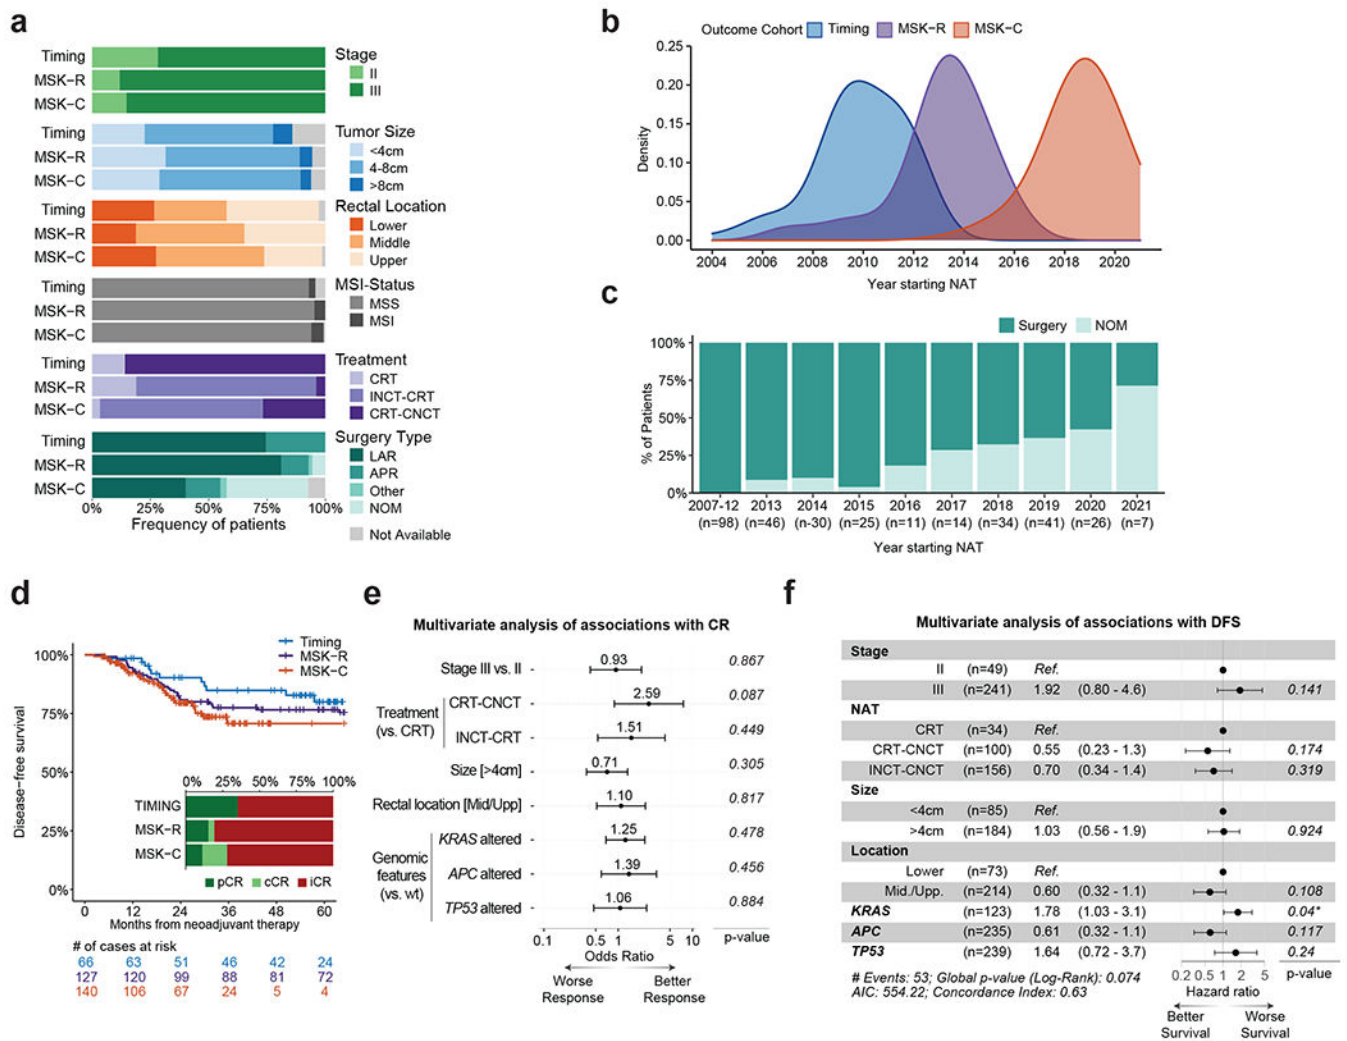 a
Timing
MSK-R
MSK-C
Stage
II
III
Timing
MSK-R
MSK-C
Tumor Size
<4cm
4-8cm
>8cm
Timing
MSK-R
MSK-C
Rectal Location
Lower
Middle
Upper
Timing
MSK-R
MSK-C
MSI-Status
MSS
MSI
Timing
MSK-R
MSK-C
Treatment
CRT
INCT-CRT
CRT-CNCT
Timing
MSK-R
MSK-C
Surgery Type
LAR
APR
Other
NOM
Not Available
0% 25% 50% 75% 100%
Frequency of patients
b
Outcome Cohort Timing MSK-R MSK-C
0.25
0.20
0.15
0.10
0.05
0.00
Density
2004 2006 2008 2010 2012 2014 2016 2018 2020
Year starting NAT
c
Surgery NOM
100%
75%
50%
25%
0%
% of Patients
2007-12 2013 2014 2015 2016 2017 2018 2019 2020 2021
(n=98) (n=46) (n-30) (n=25) (n=11) (n=14) (n=34) (n=41) (n=26) (n=7)
Year starting NAT
d
Timing
MSK-R
MSK-C
100%
75%
50%
25%
0%
Disease-free survival
0% 25% 50% 75% 100%
TIMING
MSK-R
MSK-C
pCR cCR iCR
0 12 24 36 48 60
Months from neoadjuvant therapy
# of cases at risk
66 63 51 46 42 24
127 120 99 88 81 72
140 106 67 24 5 4
e
Multivariate analysis of associations with CR
Stage III vs. II 0.93 0.867
Treatment
(vs. CRT)
CRT-CNCT 2.59 0.087
INCT-CRT 1.51 0.449
Size [>4cm] 0.71 0.305
Rectal location [Mid/Upp] 1.10 0.817
Genomic
features
(vs. wt)
KRAS altered 1.25 0.478
APC altered 1.39 0.456
TP53 altered 1.06 0.884
0.1 0.5 1 5 10 p-value
Odds Ratio
Worse
Response
Better
Response
f
Multivariate analysis of associations with DFS
Stage
II (n=49) Ref.
III (n=241) 1.92 (0.80 - 4.6) 0.141
NAT
CRT (n=34) Ref.
CRT-CNCT (n=100) 0.55 (0.23 - 1.3) 0.174
INCT-CNCT (n=156) 0.70 (0.34 - 1.4) 0.319
Size
<4cm (n=85) Ref.
>4cm (n=184) 1.03 (0.56 - 1.9) 0.924
Location
Lower (n=73) Ref.
Mid./Upp. (n=214) 0.60 (0.32 - 1.1) 0.108
KRAS (n=123) 1.78 (1.03 - 3.1) 0.04*
APC (n=235) 0.61 (0.32 - 1.1) 0.117
TP53 (n=239) 1.64 (0.72 - 3.7) 0.24
# Events: 53; Global p-value (Log-Rank): 0.074
AIC: 554.22; Concordance Index: 0.63
0.2 0.5 1 2 5 p-value
Hazard ratio
Better
Survival
Worse
Survival